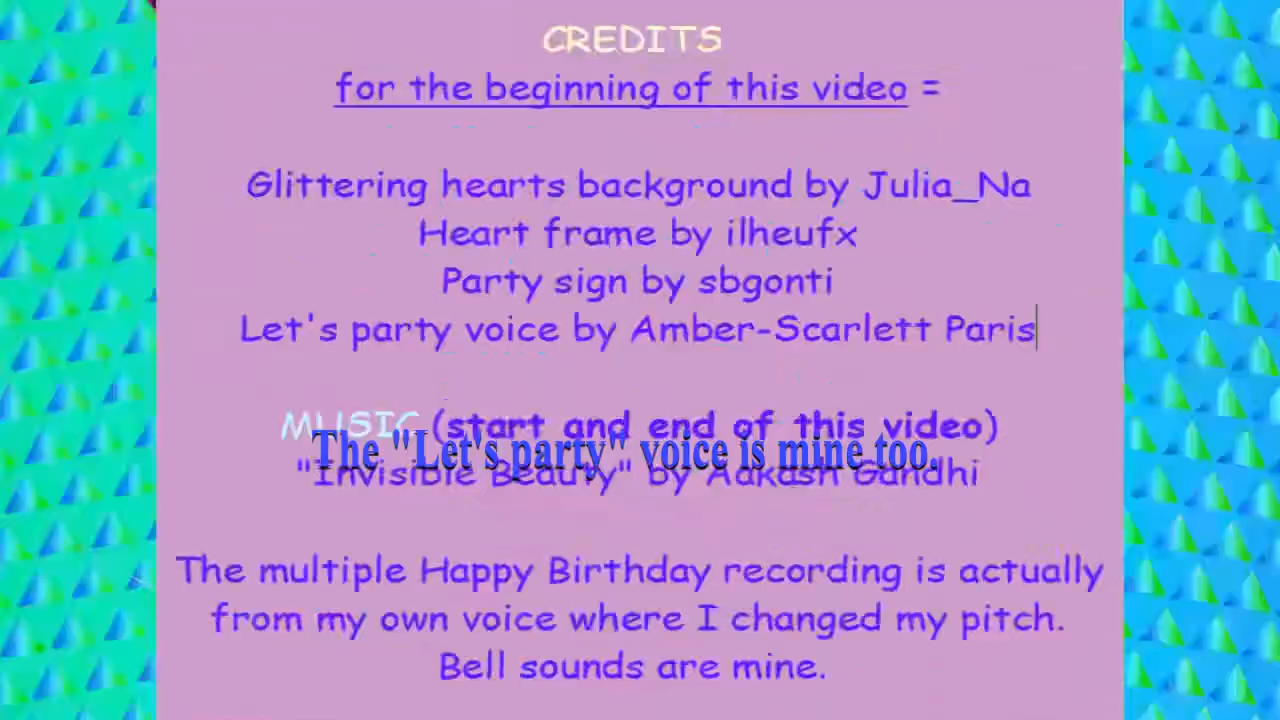 CREDITS
for the beginning of this video =
Glittering hearts background by Julia_Na
Heart frame by ilheufx
Party sign by sbgonti
Let's party voice by Amber-Scarlett Paris
MUSIC (start and end of this video)
The "Let's party" voice is mine too.
"Invisible Beauty" by Aakash Gandhi
The multiple Happy Birthday recording is actually
from my own voice where I changed my pitch.
Bell sounds are mine.